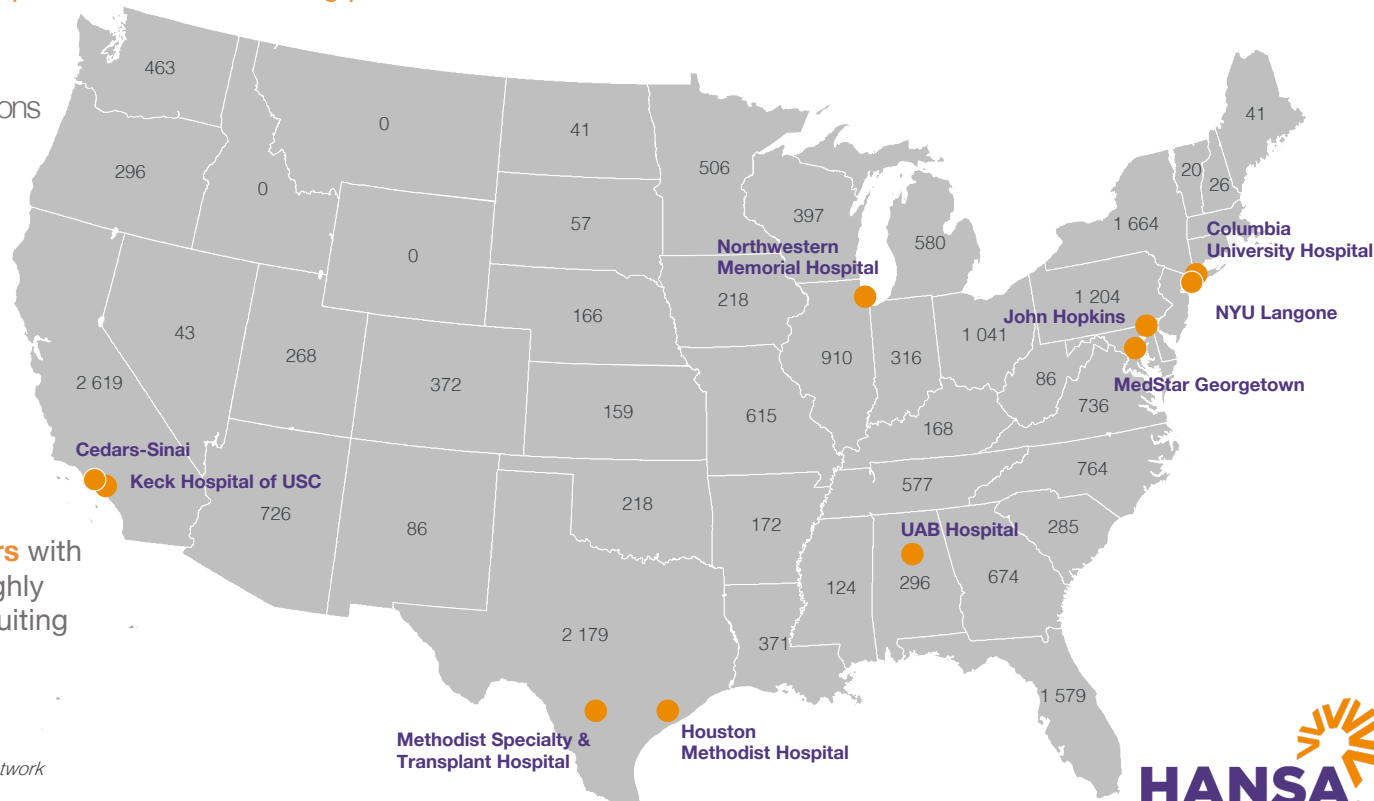 463
ons
0
41
41
506
296
20
0
26
397
57
1 664
580
Columbia
University Hospital
Northwestern
Memorial Hospital
0
218
1 204
166
John Hopkins
NYU Langone
43
1 041
268
910
316
2 619
372
86
MedStar Georgetown
159
736
615
168
Cedars-Sinai
764
Keck Hospital of USC
577
218
726
172
86
285
UAB Hospital
rs with
ghly
674
296
124
uiting
2 179
371
1 579
Methodist Specialty &
Transplant Hospital
Houston
Methodist Hospital
twork
HANSA